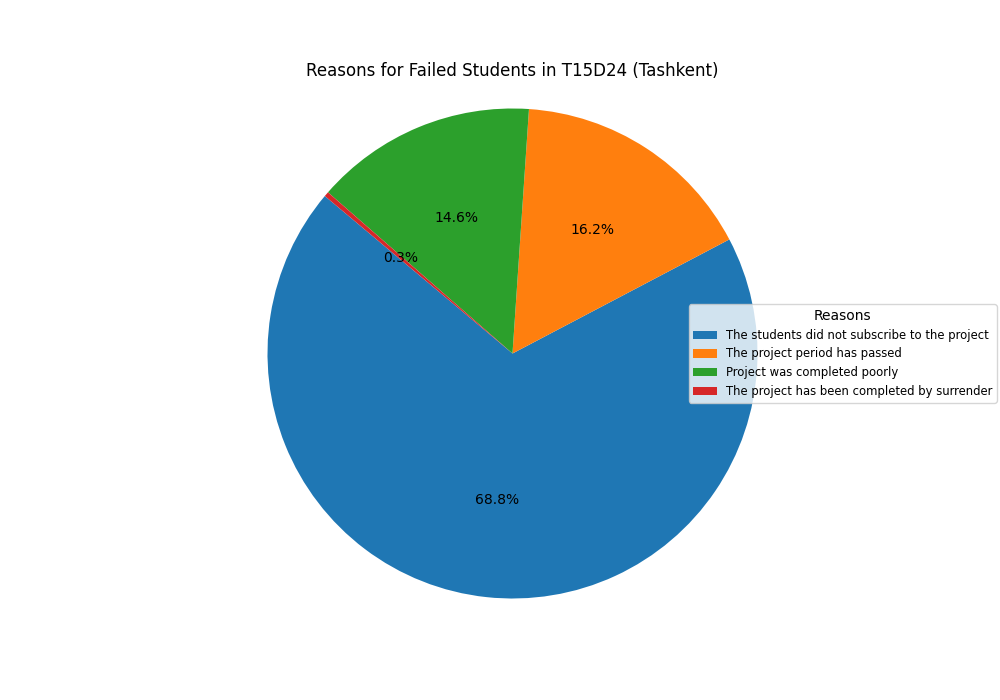 Reasons for Failed Students in T15D24 (Tashkent)
14.6%
16.2%
0.3%
68.8%
Reasons
The students did not subscribe to the project
The project period has passed
Project was completed poorly
The project has been completed by surrender